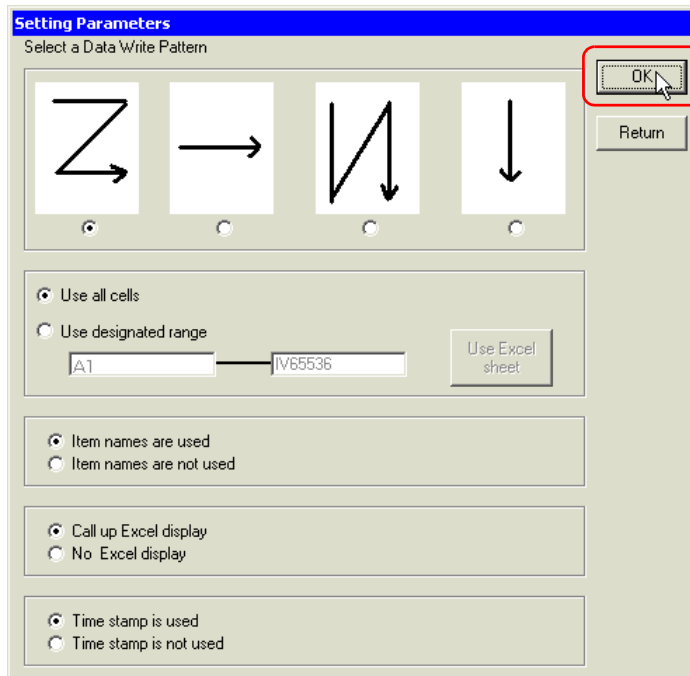 Setting Parameters
Select a Data Write Pattern
OK
Return
Use all cells
Use designated range
A1
IV65536
Use Excel
sheet
Item names are used
Item names are not used
Call up Excel display
No Excel display
Time stamp is used
Time stamp is not used